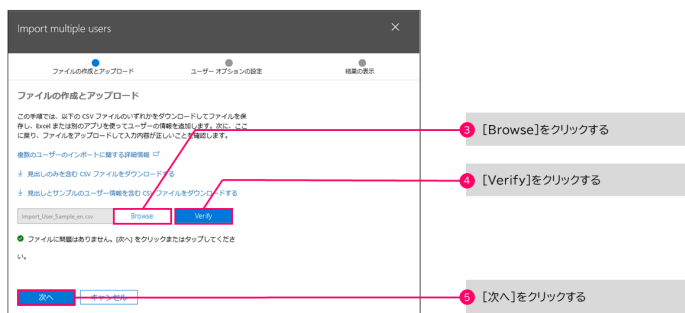 Import multiple users
ファイルの作成とアップロード
ユーザー オプションの設定
結果の表示
ファイルの作成とアップロード
この手順では、以下の CSV ファイルのいずれかをダウンロードしてファイルを保
存し、Excel または別のアプリを使ってユーザーの情報を追加します。次に、ここ
に戻り、ファイルをアップロードして入力内容が正しいことを確認します。
複数のユーザーのインポートに関する詳細情報
見出しのみを含む CSV ファイルをダウンロードする
見出しとサンプルのユーザー情報を含む CSV ファイルをダウンロードする
Import_User_Sample_en.csv
Browse
Verify
ファイルに問題はありません。[次へ] をクリックまたはタップしてくださ
い。
次へ
キャンセル
3 [Browse]をクリックする
4 [Verify]をクリックする
5 [次へ]をクリックする